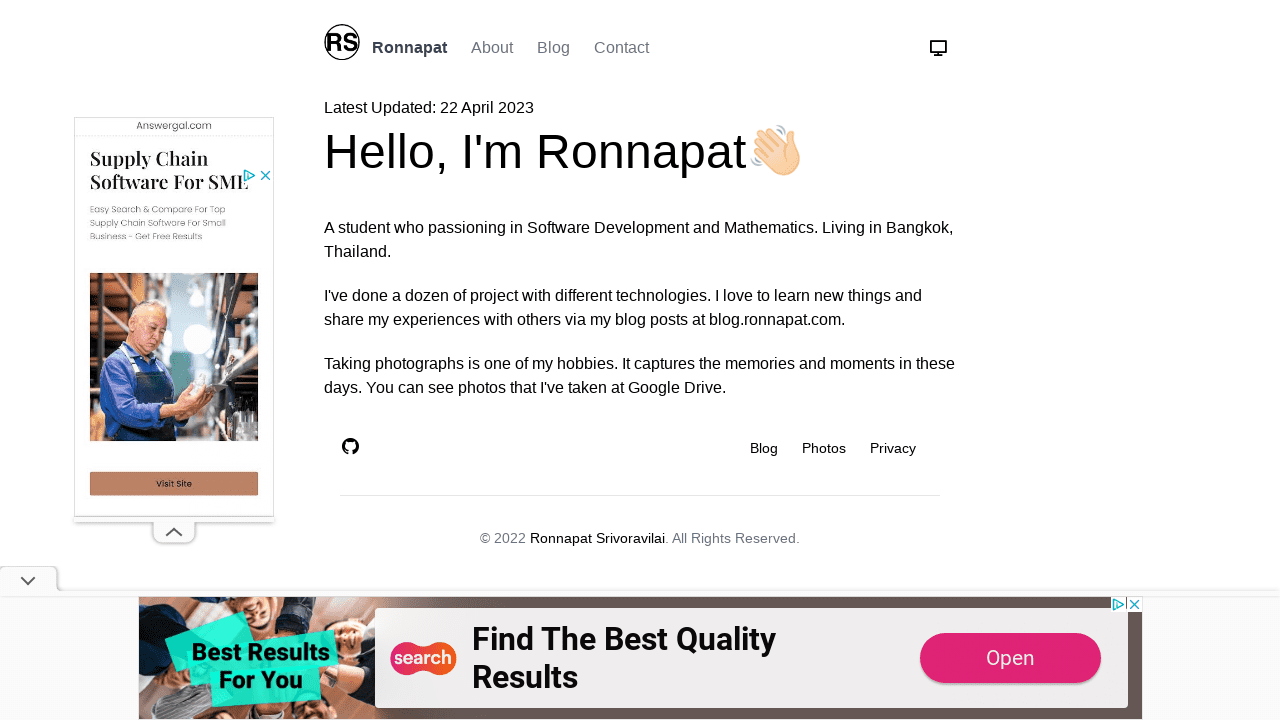 RS Ronnapat About Blog Contact
Latest Updated: 22 April 2023
Hello, I'm Ronnapat
A student who passioning in Software Development and Mathematics. Living in Bangkok,
Thailand.
I've done a dozen of project with different technologies. I love to learn new things and
share my experiences with others via my blog posts at blog.ronnapat.com.
Taking photographs is one of my hobbies. It captures the memories and moments in these
days. You can see photos that I've taken at Google Drive.
Blog Photos Privacy
© 2022 Ronnapat Srivoravilai. All Rights Reserved.
Answergal.com
Supply Chain
Software For SME
Easy Search & Compare For Top
Supply Chain Software For Small
Business - Get Free Results
Visit Site
Best Results
For You
search
Find The Best Quality
Results
Open